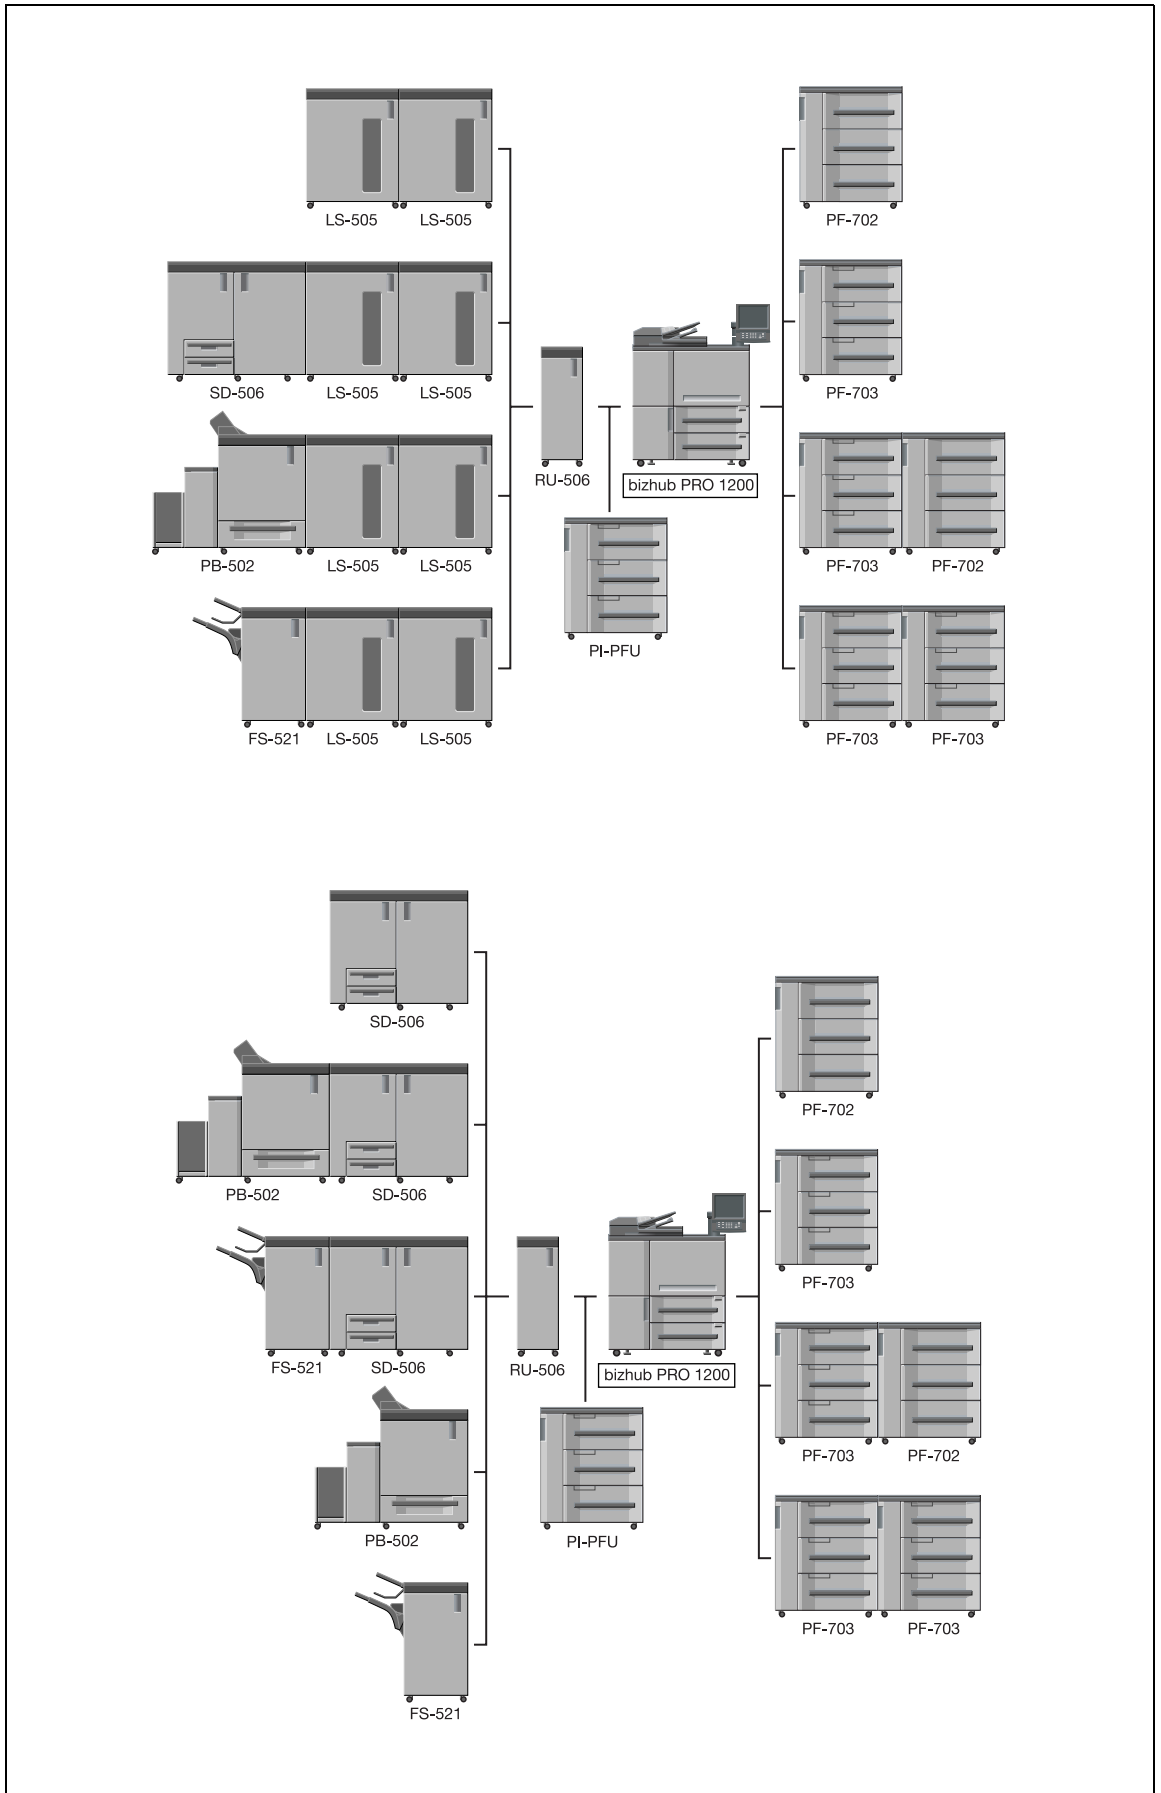 LS-505 LS-505
PF-702
SD-506 LS-505 LS-505
PF-703
RU-506
bizhub PRO 1200
PB-502 LS-505 LS-505
PF-703 PF-702
PI-PFU
FS-521 LS-505 LS-505
PF-703 PF-703
SD-506
PF-702
PB-502 SD-506
PF-703
FS-521 SD-506
RU-506
bizhub PRO 1200
PF-703 PF-702
PB-502
PI-PFU
PF-703 PF-703
FS-521